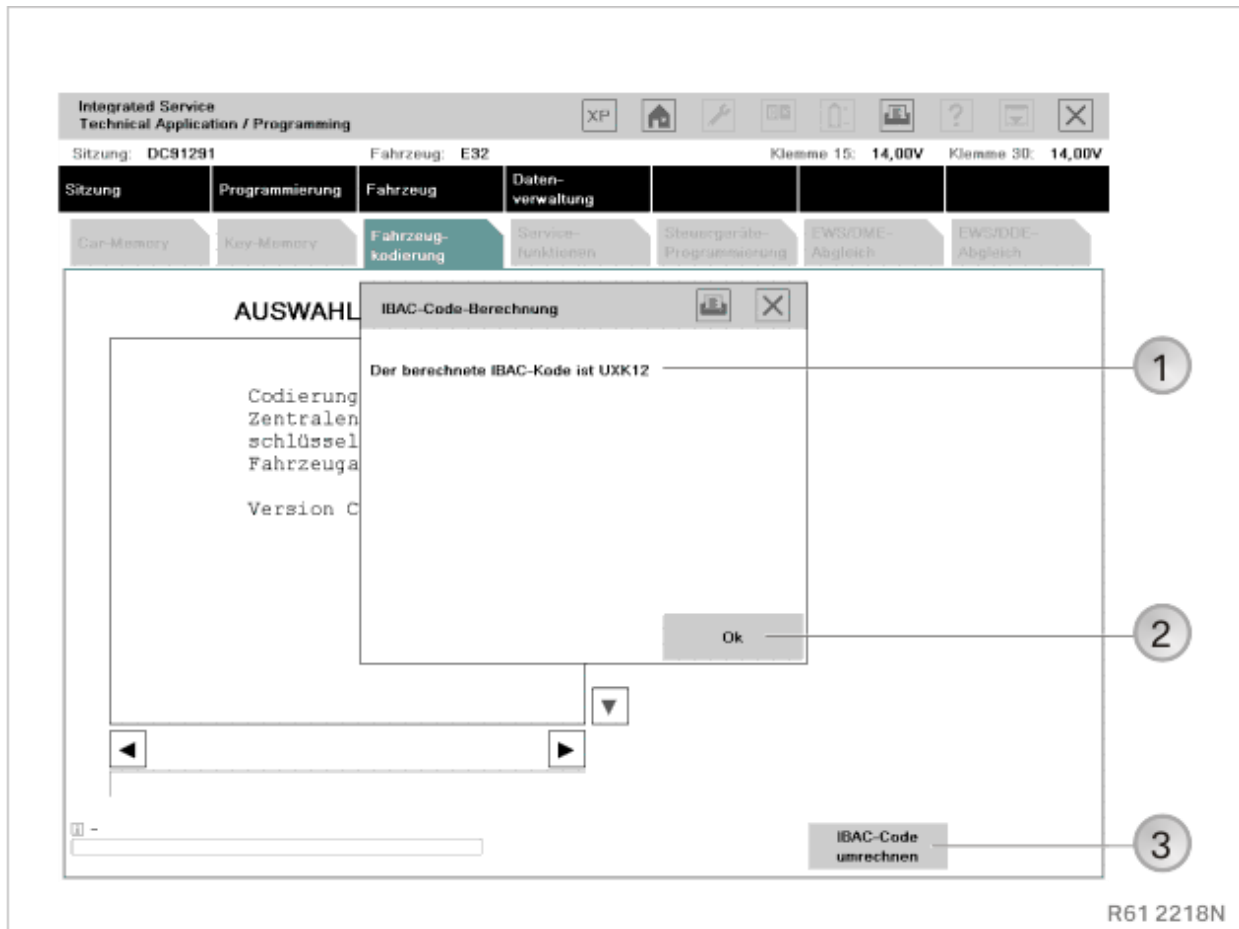 Integrated Service
Technical Application / Programming
XP
?
Sitzung: DC91291 Fahrzeug: E32 Klemme 15: 14,00V Klemme 30: 14,00V
Sitzung Programmierung Fahrzeug Daten-
verwaltung
Car-Memory Key-Memory Fahrzeug-
kodierung Service-
funktionen Steuergeräte-
Programmierung EWS/DME-
Abgleich EWS/DDE-
Abgleich
AUSWAHL
IBAC-Code-Berechnung
Der berechnete IBAC-Kode ist UXK12
1
Codierung
Zentralen
schlüssel
Fahrzeuga
Version C
Ok
2
-
IBAC-Code
umrechnen
3
R61 2218N